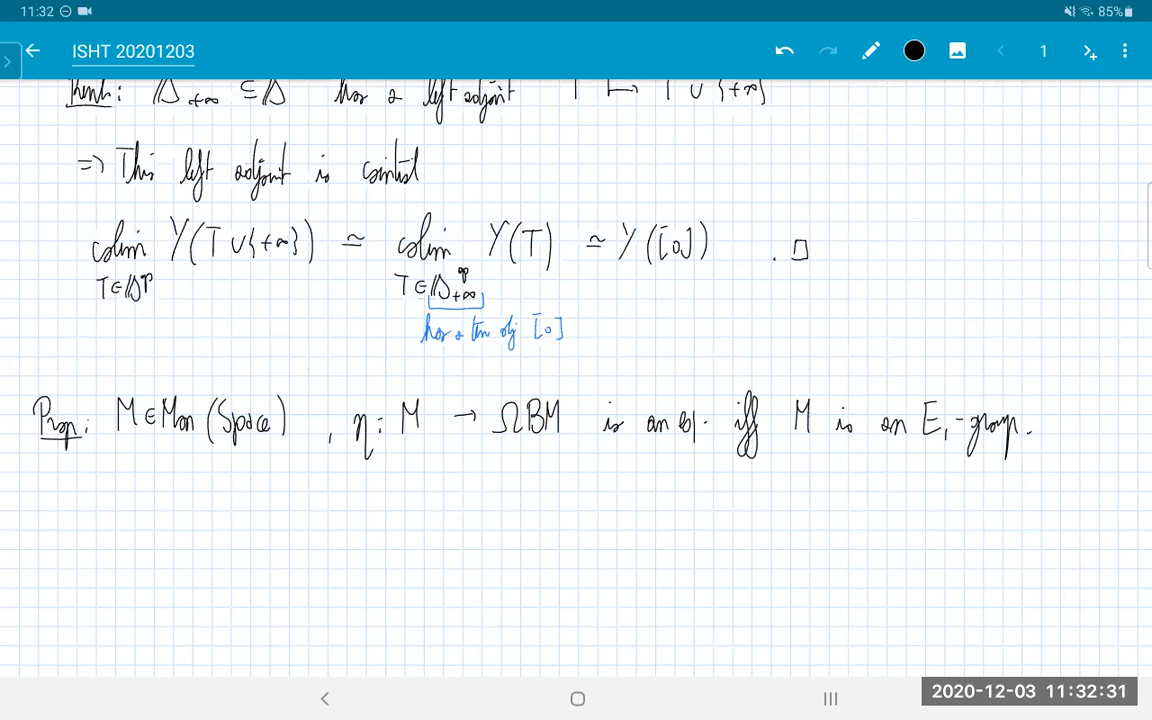 11:32 85%
ISHT 20201203 1
Rmk: 𝚫₊∞ ⊆ 𝚫 has a left adjoint T ↦ T ∪ {+∞}
⇒ This left adjoint is cofinal
colim Y(T ∪ {+∞}) ≃ colim Y(T) ≃ Y([0]) . □
T∈𝚫ᵒᵖ T∈𝚫₊∞ᵒᵖ
has a term obj [0]
Prop: M ∈ Mon(Space) , η: M → ΩBM is an eq. iff M is an E₁-group.
2020-12-03 11:32:31